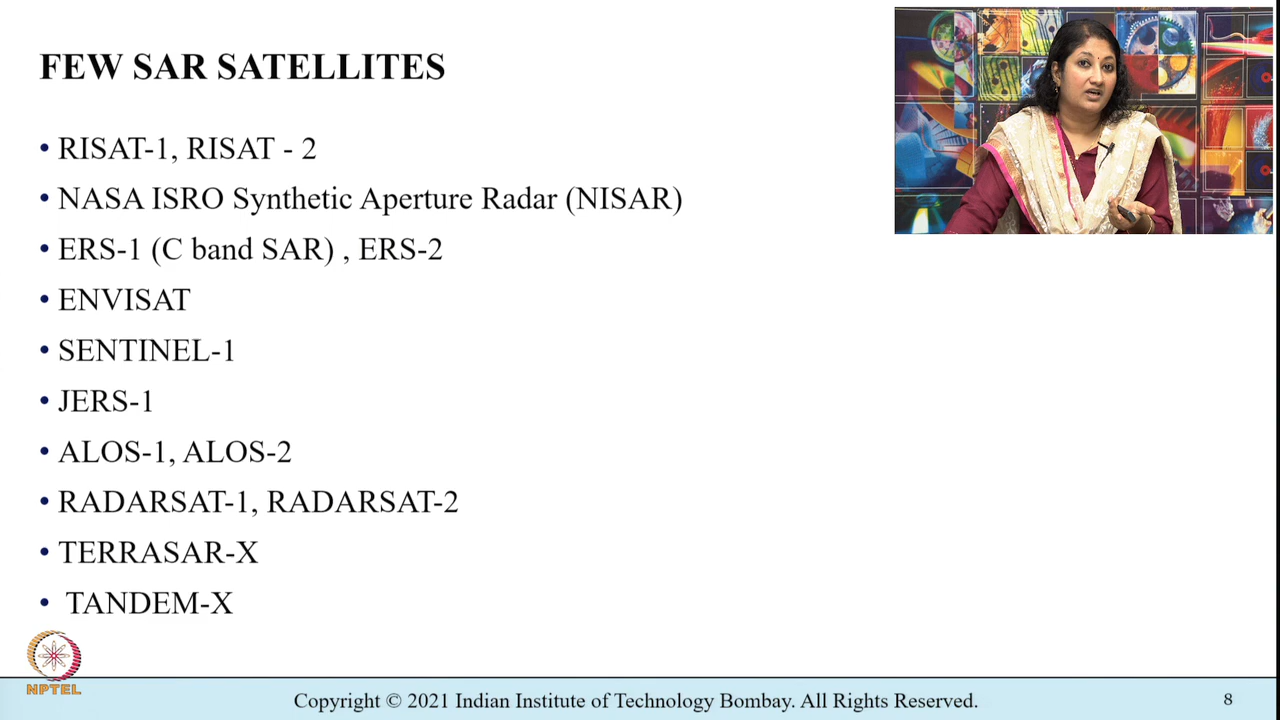 FEW SAR SATELLITES
• RISAT-1, RISAT - 2
• NASA ISRO Synthetic Aperture Radar (NISAR)
• ERS-1 (C band SAR) , ERS-2
• ENVISAT
• SENTINEL-1
• JERS-1
• ALOS-1, ALOS-2
• RADARSAT-1, RADARSAT-2
• TERRASAR-X
• TANDEM-X
NPTEL
Copyright © 2021 Indian Institute of Technology Bombay. All Rights Reserved.
8